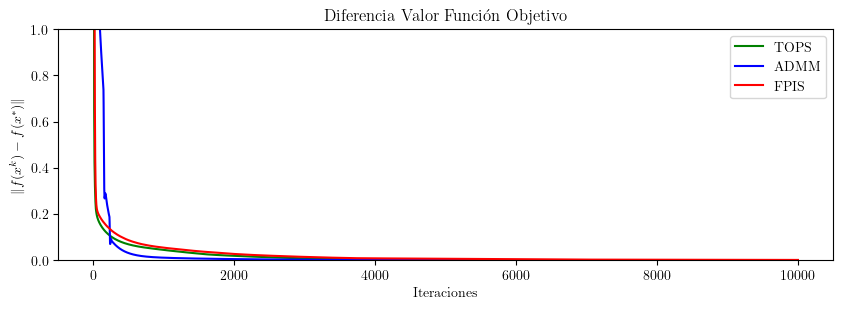 Diferencia Valor Función Objetivo
1.0
0.8
0.6
0.4
0.2
0.0
‖f(x^k) − f(x^*)‖
TOPS
ADMM
FPIS
0 2000 4000 6000 8000 10000
Iteraciones